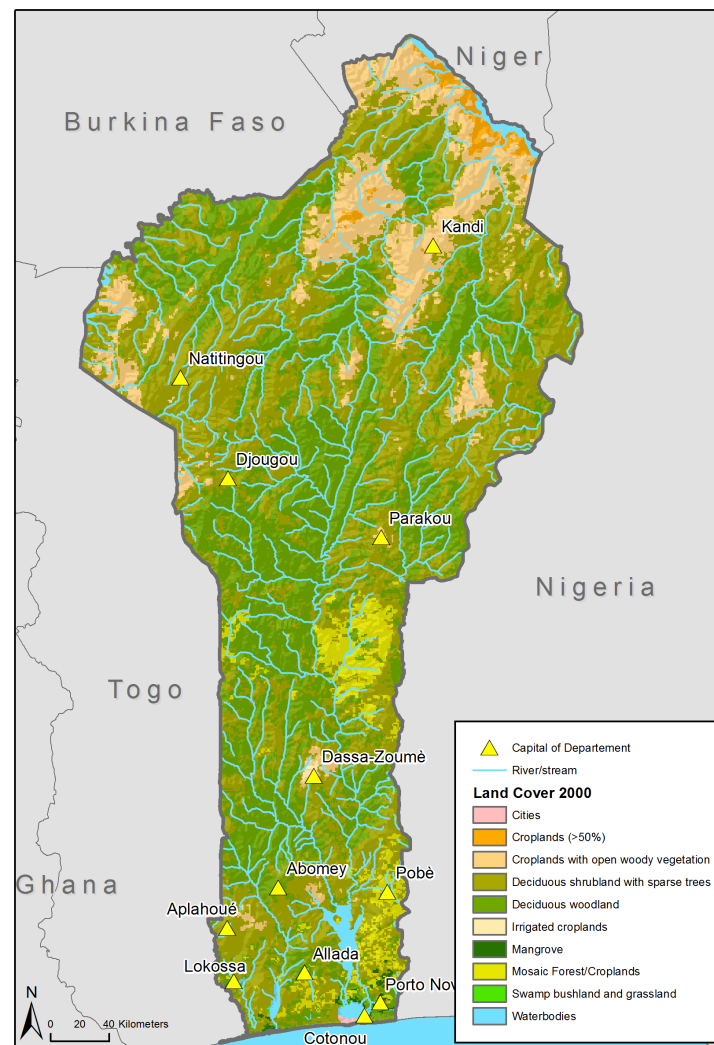 Niger
Burkina Faso
Kandi
Natitingou
Djougou
Parakou
Nigeria
Togo
Dassa-Zoumè
Abomey
Pobè
Ghana
Aplahoué
Allada
Lokossa
Porto Nov
Cotonou
N
0 20 40 Kilometers
Capital of Departement
River/stream
Land Cover 2000
Cities
Croplands (>50%)
Croplands with open woody vegetation
Deciduous shrubland with sparse trees
Deciduous woodland
Irrigated croplands
Mangrove
Mosaic Forest/Croplands
Swamp bushland and grassland
Waterbodies